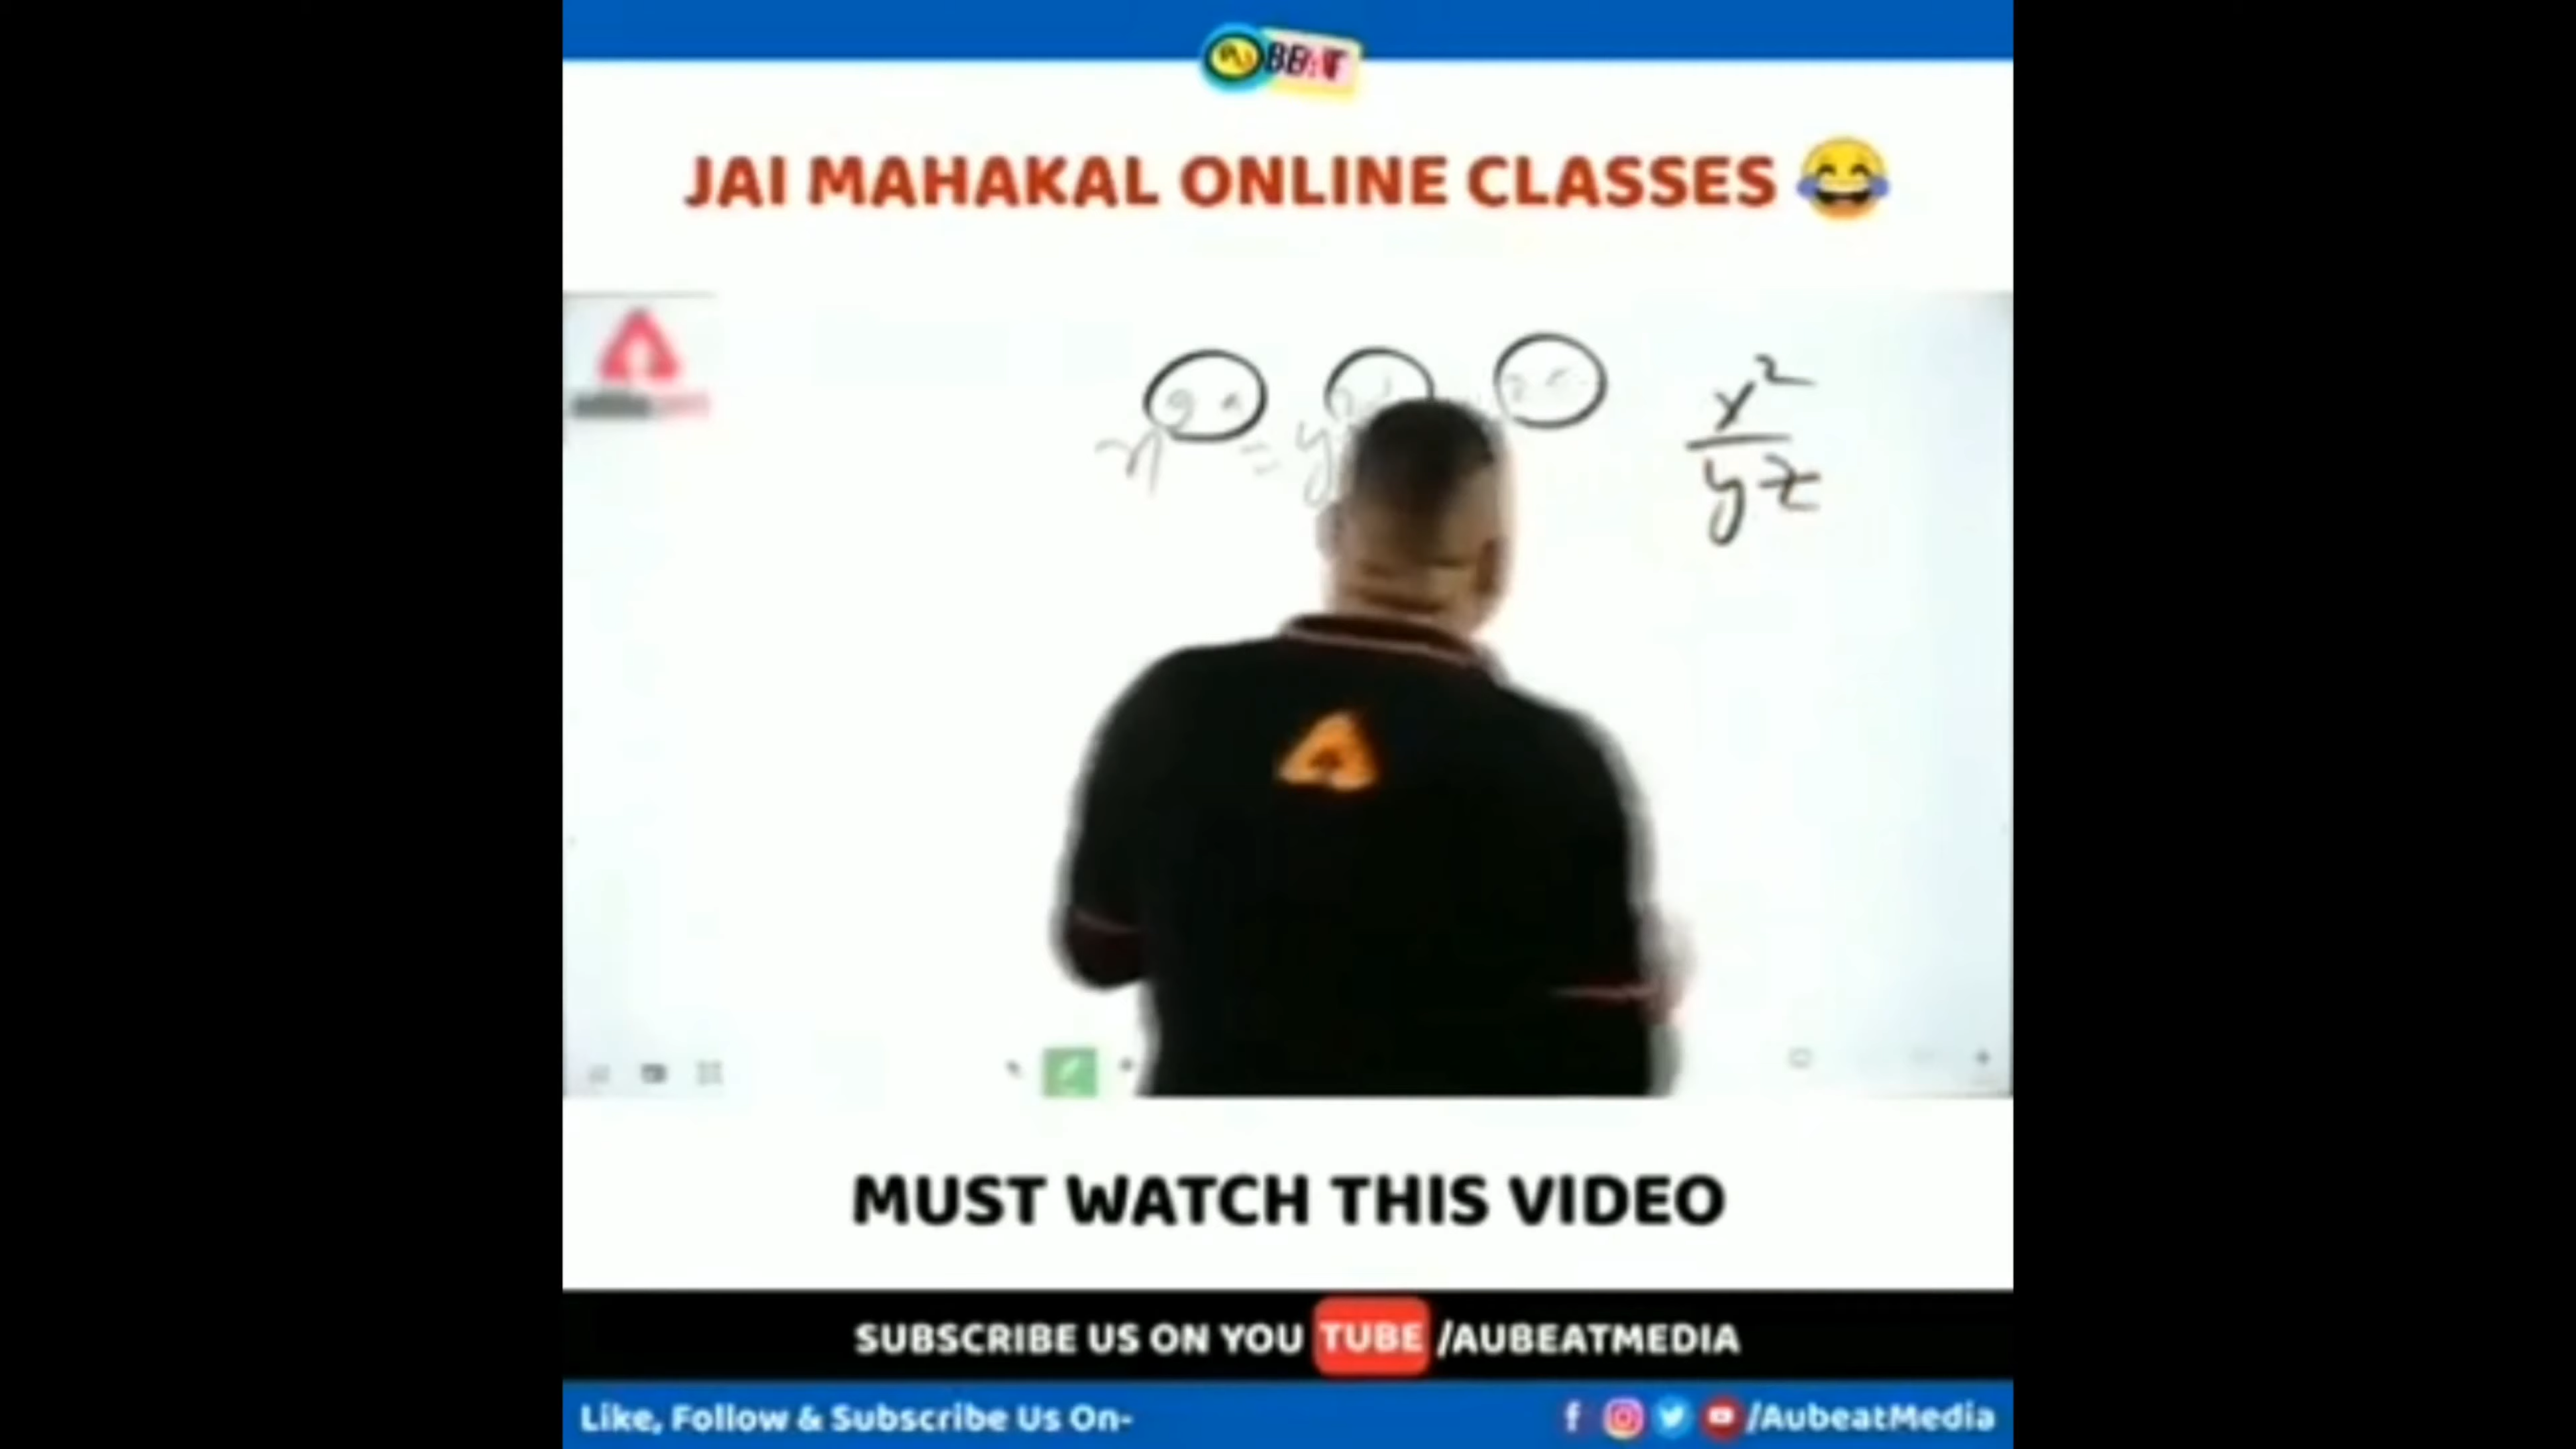 BEAT
JAI MAHAKAL ONLINE CLASSES 😂
x²
yz
MUST WATCH THIS VIDEO
SUBSCRIBE US ON YOU TUBE /AUBEATMEDIA
Like, Follow & Subscribe Us On- /AubeatMedia